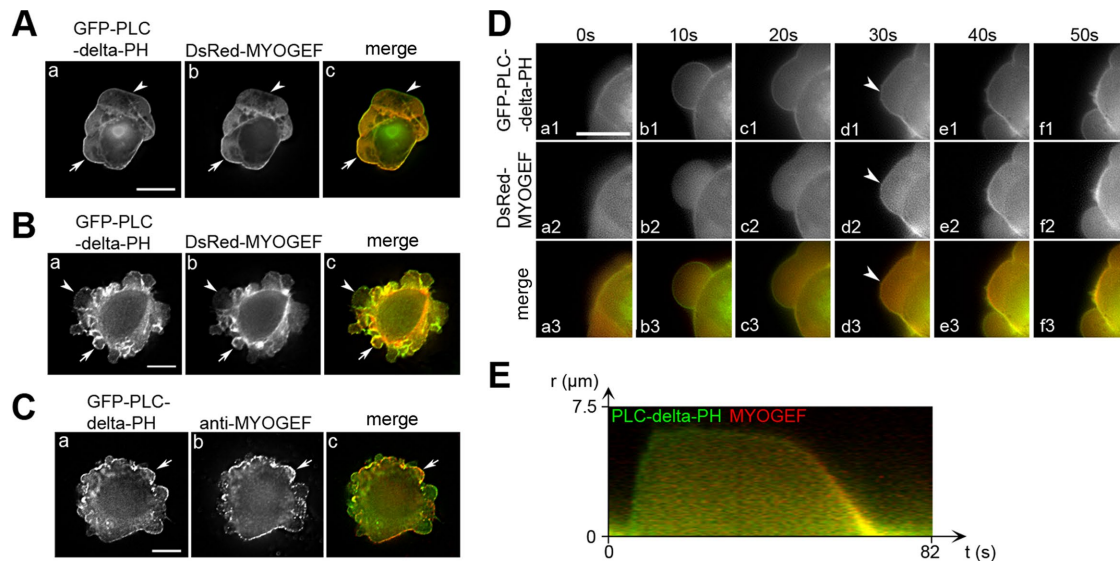 A
GFP-PLC
-delta-PH
DsRed-MYOGEF
merge
a
b
c
B
GFP-PLC
-delta-PH
DsRed-MYOGEF
merge
a
b
c
C
GFP-PLC-
delta-PH
anti-MYOGEF
merge
a
b
c
D
0s
10s
20s
30s
40s
50s
GFP-PLC-
-delta-PH
a1
b1
c1
d1
e1
f1
DsRed-
MYOGEF
a2
b2
c2
d2
e2
f2
merge
a3
b3
c3
d3
e3
f3
E
r (µm)
7.5
PLC-delta-PH MYOGEF
0
0
82
t (s)